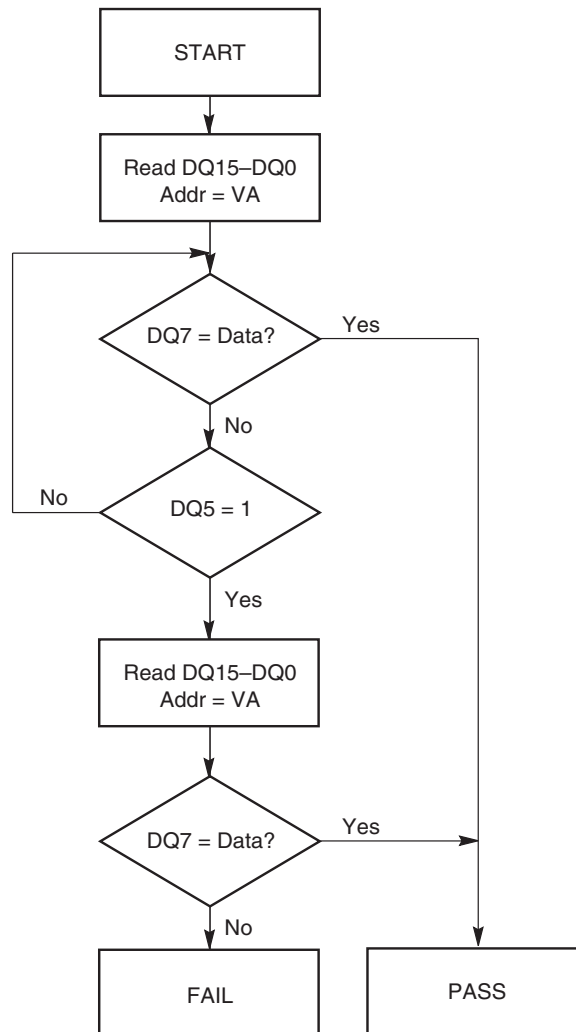 START
Read DQ15–DQ0
Addr = VA
DQ7 = Data?
Yes
No
No
DQ5 = 1
Yes
Read DQ15–DQ0
Addr = VA
DQ7 = Data?
Yes
No
FAIL
PASS